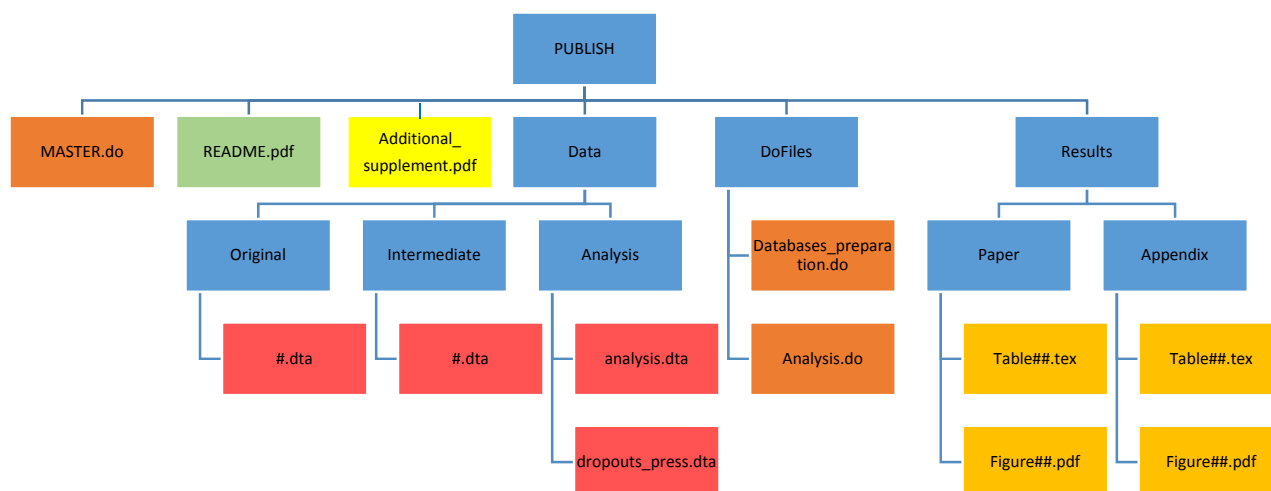 PUBLISH
MASTER.do
README.pdf
Additional_
supplement.pdf
Data
DoFiles
Results
Original
Intermediate
Analysis
Databases_prepara
tion.do
Paper
Appendix
#.dta
#.dta
analysis.dta
Analysis.do
Table##.tex
Table##.tex
dropouts_press.dta
Figure##.pdf
Figure##.pdf